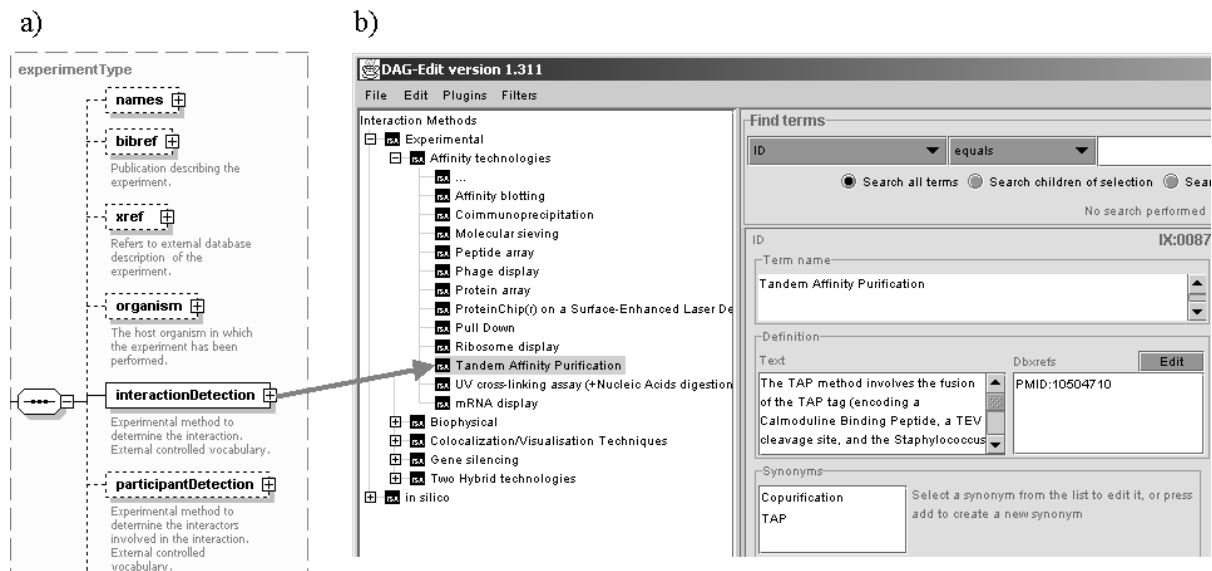 a)
experimentType
names
bibref
Publication describing the
experiment.
xref
Refers to external database
description of the
experiment.
organism
The host organism in which
the experiment has been
performed.
interactionDetection
Experimental method to
determine the interaction.
External controlled vocabulary.
participantDetection
Experimental method to
determine the interactors
involved in the interaction.
External controlled
vocabulary.
b)
DAG-Edit version 1.311
File Edit Plugins Filters
Interaction Methods
Experimental
Affinity technologies
...
Affinity blotting
Coimmunoprecipitation
Molecular sieving
Peptide array
Phage display
Protein array
ProteinChip(r) on a Surface-Enhanced Laser De
Pull Down
Ribosome display
Tandem Affinity Purification
UV cross-linking assay (+Nucleic Acids digestion
mRNA display
Biophysical
Colocalization/Visualisation Techniques
Gene silencing
Two Hybrid technologies
in silico
Find terms
ID equals
Search all terms Search children of selection Sea
No search performed
ID IX:0087
Term name
Tandem Affinity Purification
Definition
Text Dbxrefs Edit
The TAP method involves the fusion
of the TAP tag (encoding a
Calmoduline Binding Peptide, a TEV
cleavage site, and the Staphylococcus
PMID:10504710
Synonyms
Copurification
TAP
Select a synonym from the list to edit it, or press
add to create a new synonym